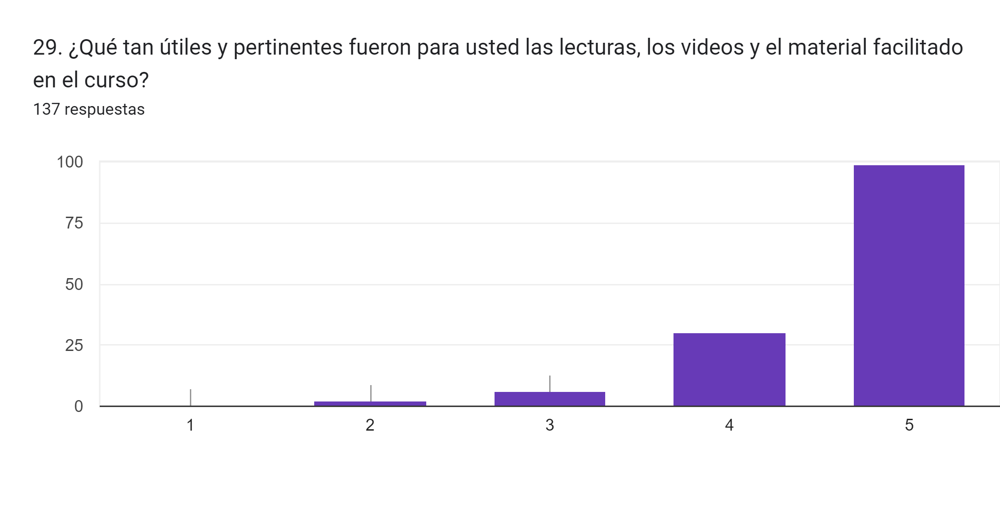 29. ¿Qué tan útiles y pertinentes fueron para usted las lecturas, los videos y el material facilitado
en el curso?
137 respuestas
100
75
50
25
0
1 2 3 4 5